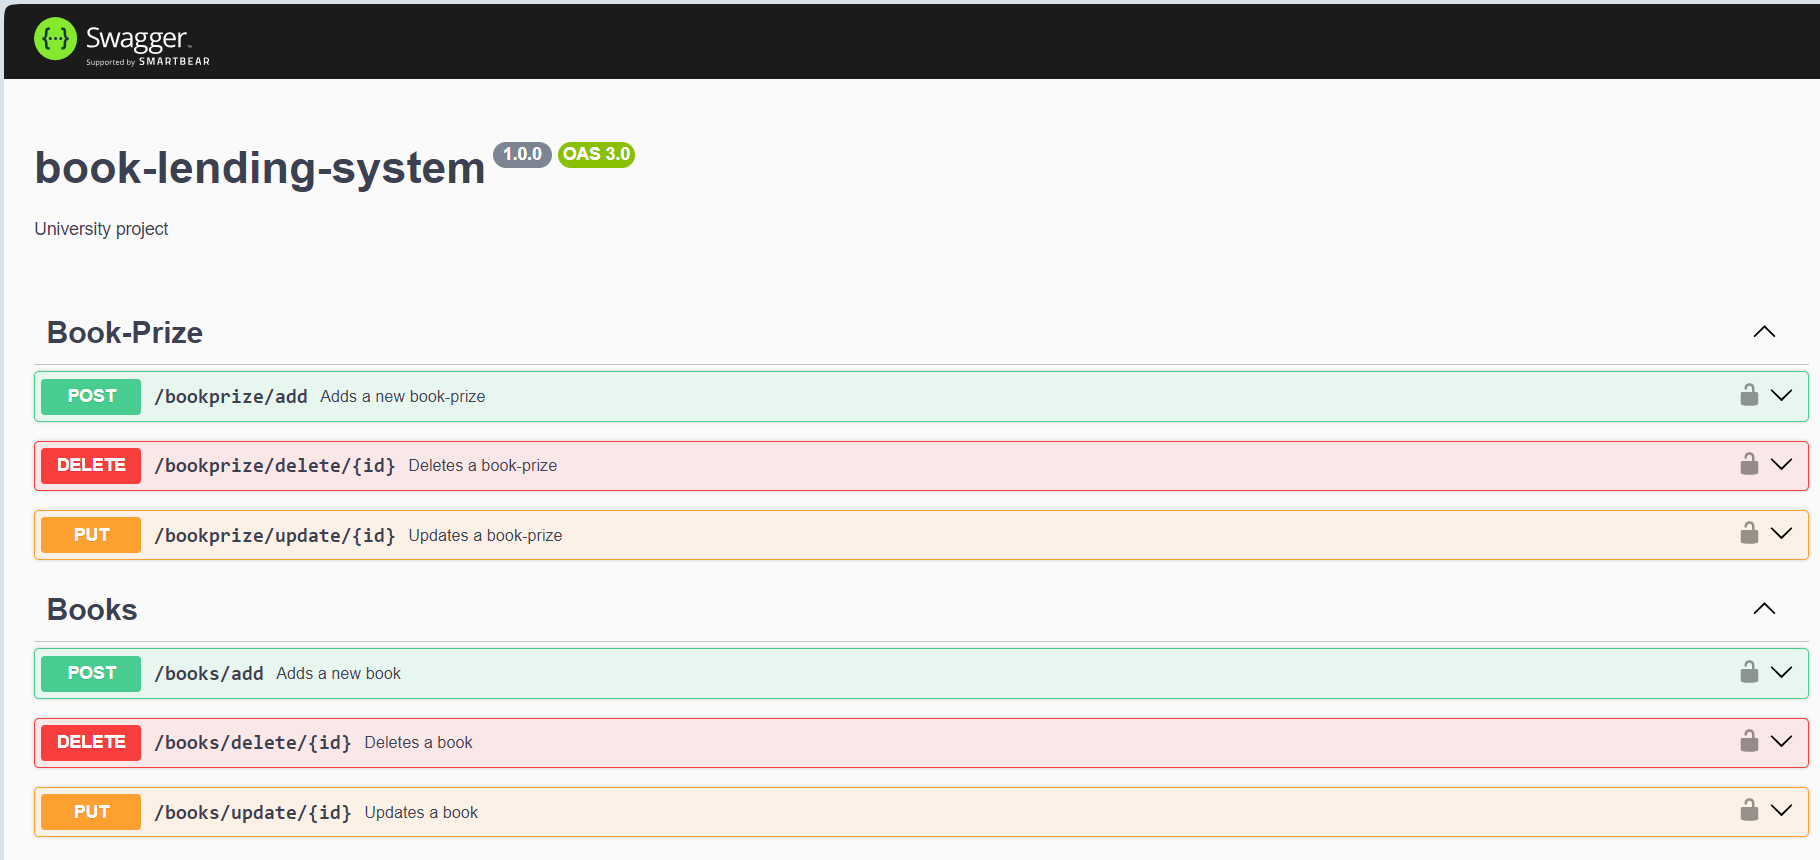 {···} Swagger™
Supported by SMARTBEAR
book-lending-system 1.0.0 OAS 3.0
University project
Book-Prize
POST /bookprize/add Adds a new book-prize
DELETE /bookprize/delete/{id} Deletes a book-prize
PUT /bookprize/update/{id} Updates a book-prize
Books
POST /books/add Adds a new book
DELETE /books/delete/{id} Deletes a book
PUT /books/update/{id} Updates a book